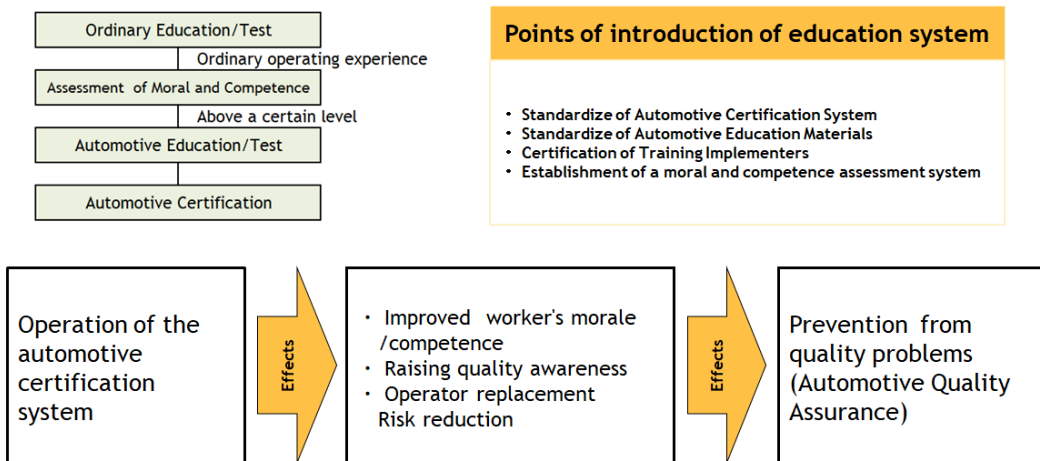 Ordinary Education/Test
Ordinary operating experience
Assessment of Moral and Competence
Above a certain level
Automotive Education/Test
Automotive Certification
Points of introduction of education system
・ Standardize of Automotive Certification System
・ Standardize of Automotive Education Materials
・ Certification of Training Implementers
・ Establishment of a moral and competence assessment system
Operation of the
automotive
certification
system
Effects
・ Improved worker's morale
/competence
・ Raising quality awareness
・ Operator replacement
Risk reduction
Effects
Prevention from
quality problems
(Automotive Quality
Assurance)